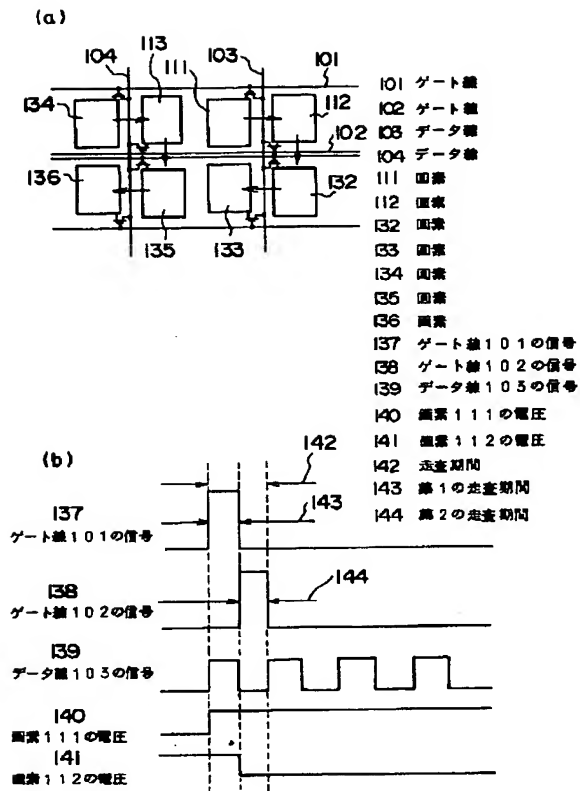 (a)
104 113 111 103 101
134 112
102
136 132
135 133
101 ゲート線
102 ゲート線
103 データ線
104 データ線
111 画素
112 画素
132 画素
133 画素
134 画素
135 画素
136 画素
137 ゲート線101の信号
138 ゲート線102の信号
139 データ線103の信号
140 画素111の電圧
141 画素112の電圧
142 走査期間
143 第1の走査期間
144 第2の走査期間
(b)
142
137 143
ゲート線101の信号
138 144
ゲート線102の信号
139
データ線103の信号
140
画素111の電圧
141
画素112の電圧